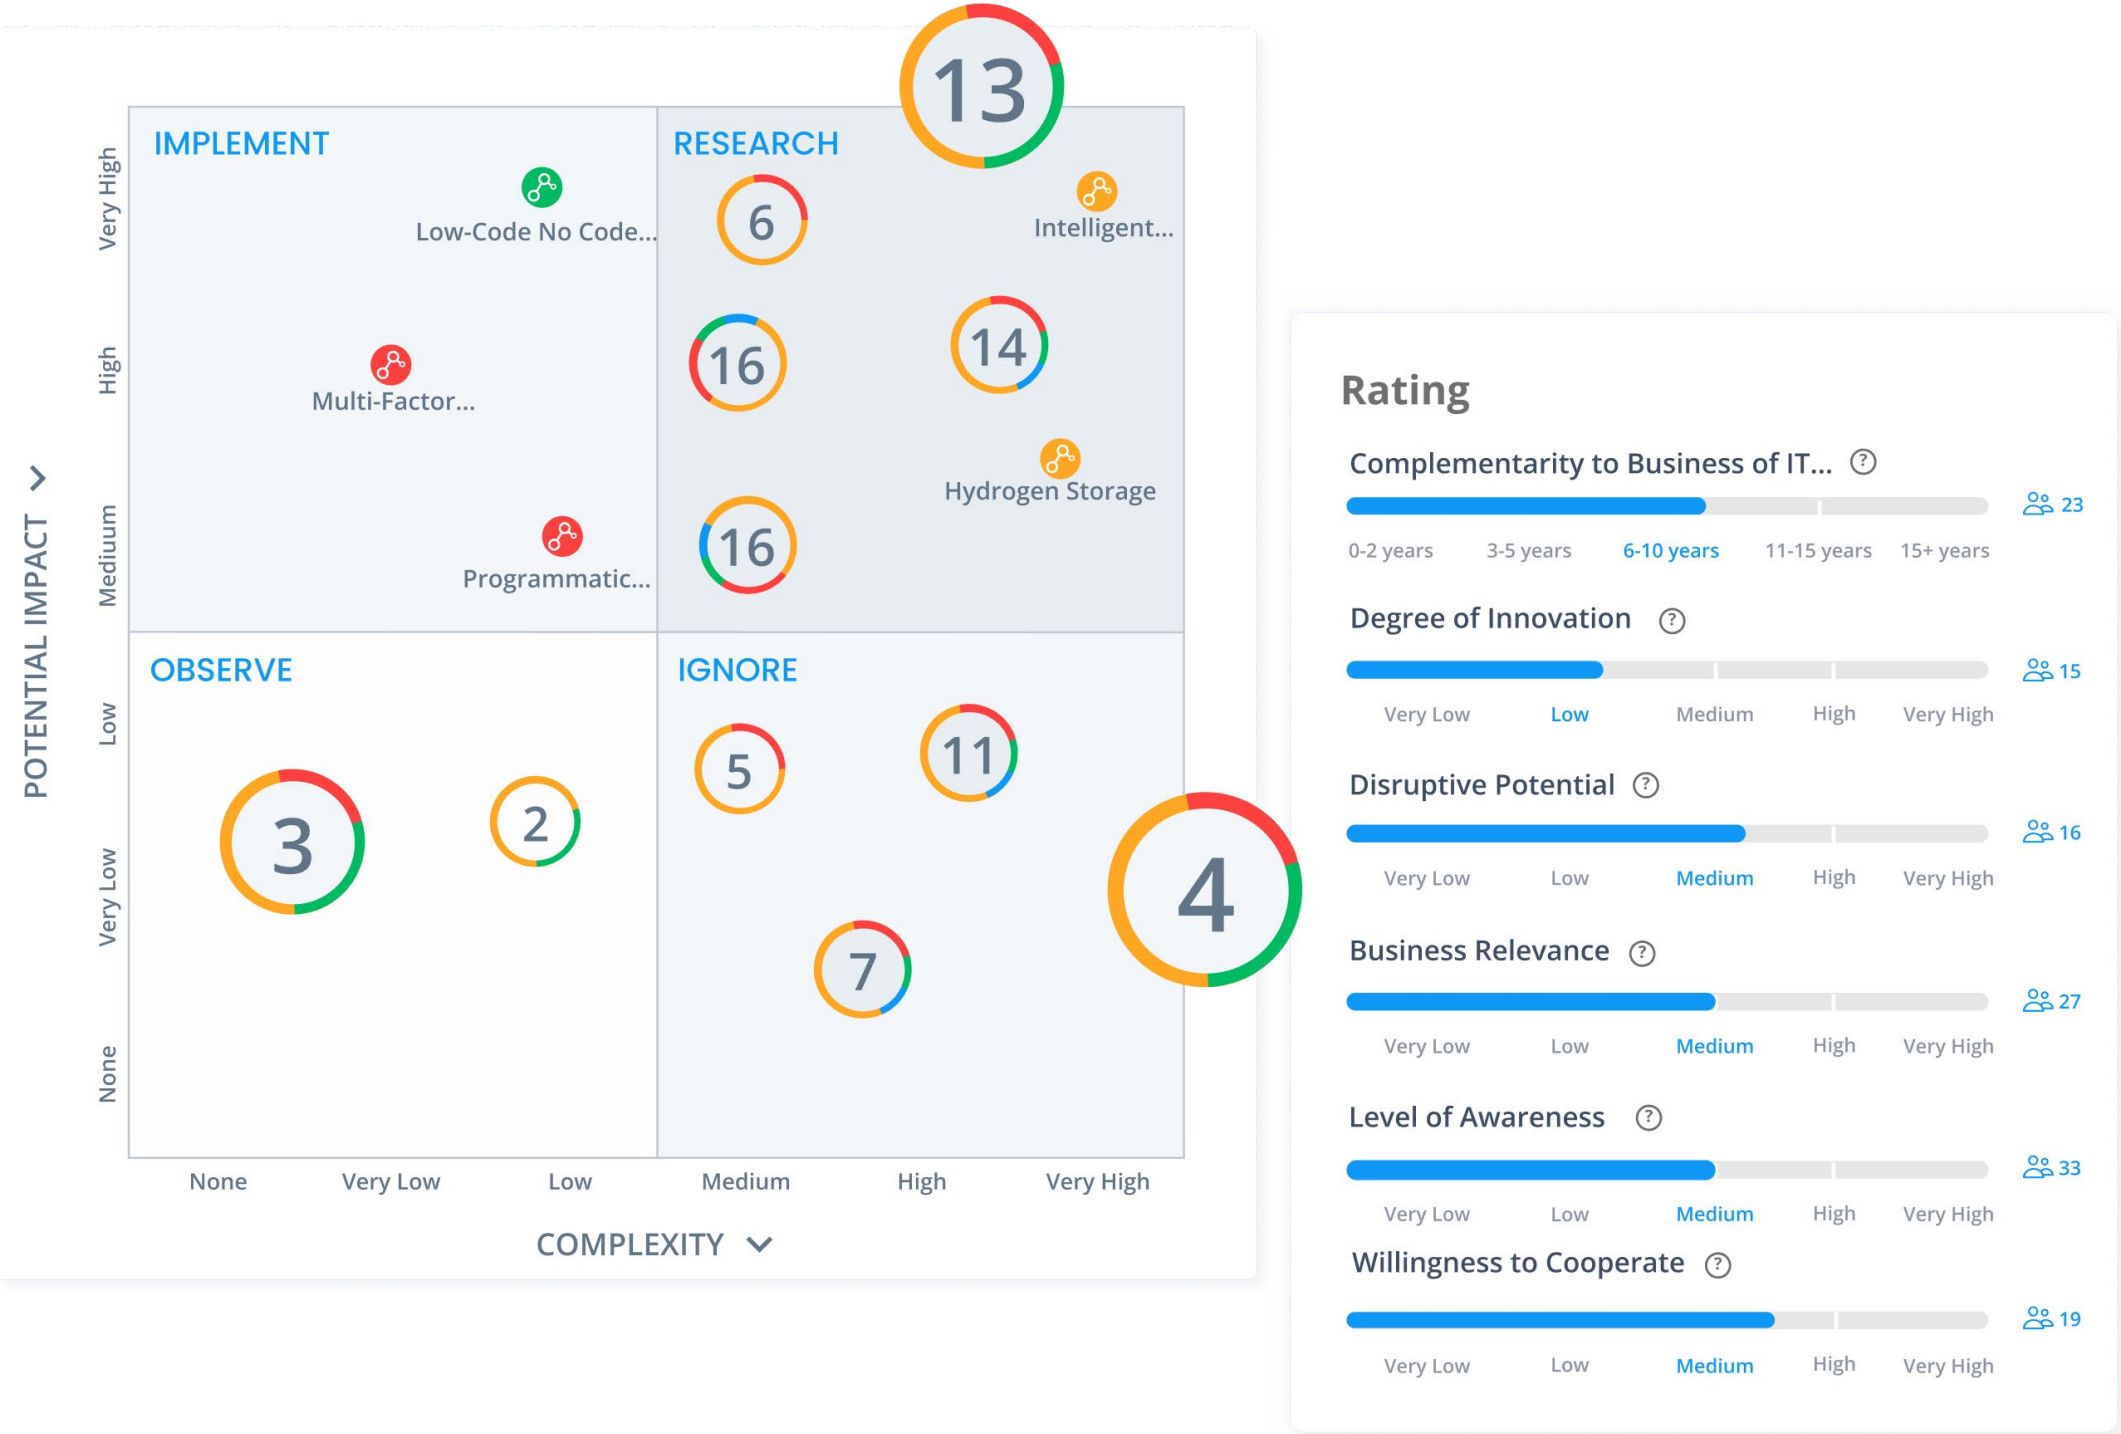 13
IMPLEMENT
RESEARCH
Very High
Low-Code No Code...
6
Intelligent...
High
Multi-Factor...
16
14
Hydrogen Storage
Mediuum
Programmatic...
16
POTENTIAL IMPACT
OBSERVE
IGNORE
Low
3
2
5
11
4
Very Low
7
None
None Very Low Low Medium High Very High
COMPLEXITY
Rating
Complementarity to Business of IT... ?
23
0-2 years 3-5 years 6-10 years 11-15 years 15+ years
Degree of Innovation ?
15
Very Low Low Medium High Very High
Disruptive Potential ?
16
Very Low Low Medium High Very High
Business Relevance ?
27
Very Low Low Medium High Very High
Level of Awareness ?
33
Very Low Low Medium High Very High
Willingness to Cooperate ?
19
Very Low Low Medium High Very High